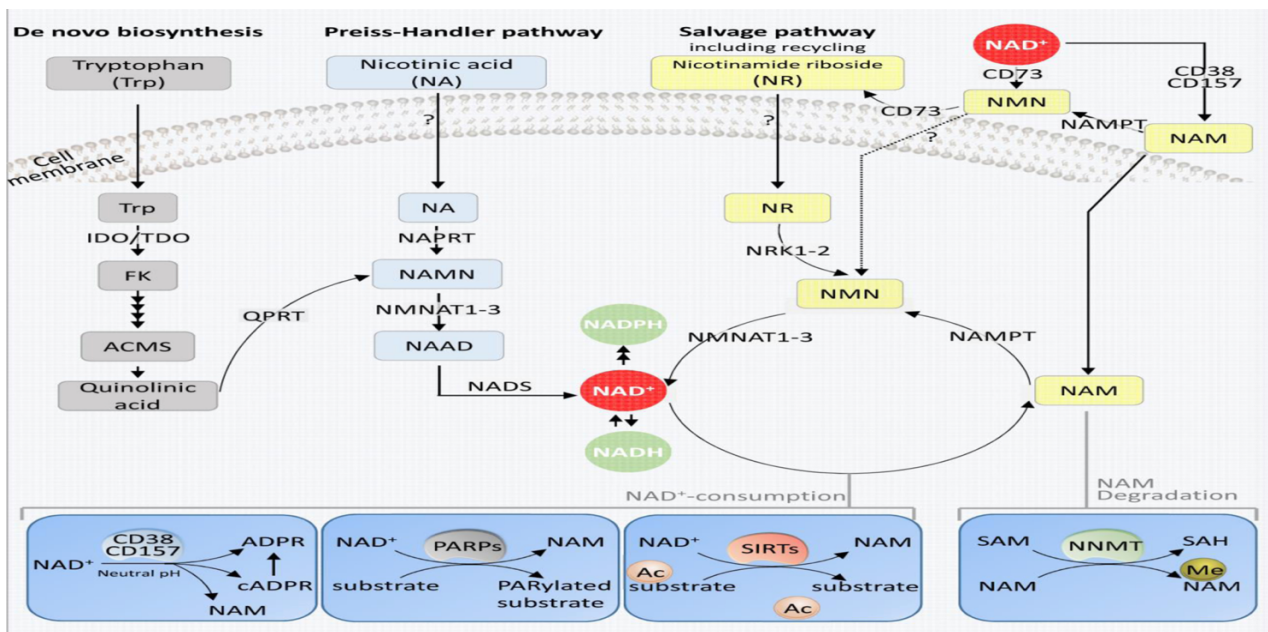 De novo biosynthesis
Preiss-Handler pathway
Salvage pathway
including recycling
Tryptophan
(Trp)
Nicotinic acid
(NA)
Nicotinamide riboside
(NR)
NAD⁺
CD73
CD38
CD157
NMN
CD73
NAMPT
NAM
?
?
?
Cell
membrane
Trp
IDO/TDO
FK
ACMS
Quinolinic
acid
QPRT
NA
NAPRT
NAMN
NMNAT1-3
NAAD
NADS
NR
NRK1-2
NMN
NMNAT1-3
NAMPT
NADPH
NAD⁺
NADH
NAM
NAD⁺-consumption
NAM
Degradation
CD38
CD157
NAD⁺
Neutral pH
ADPR
cADPR
NAM
NAD⁺
PARPs
NAM
substrate
PARylated
substrate
NAD⁺
SIRTs
NAM
Ac
substrate
substrate
Ac
SAM
NNMT
SAH
NAM
Me
NAM